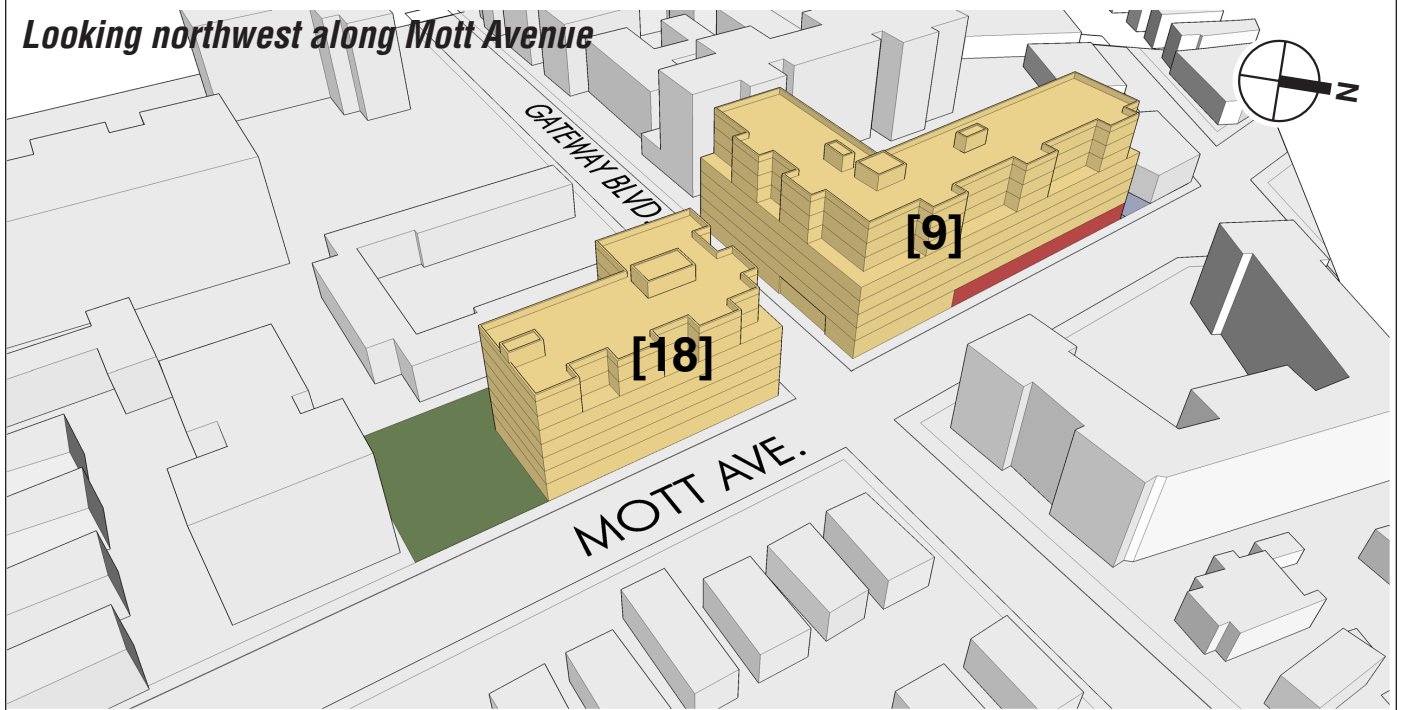 Looking northwest along Mott Avenue
N
GATEWAY BLVD.
[9]
[18]
MOTT AVE.